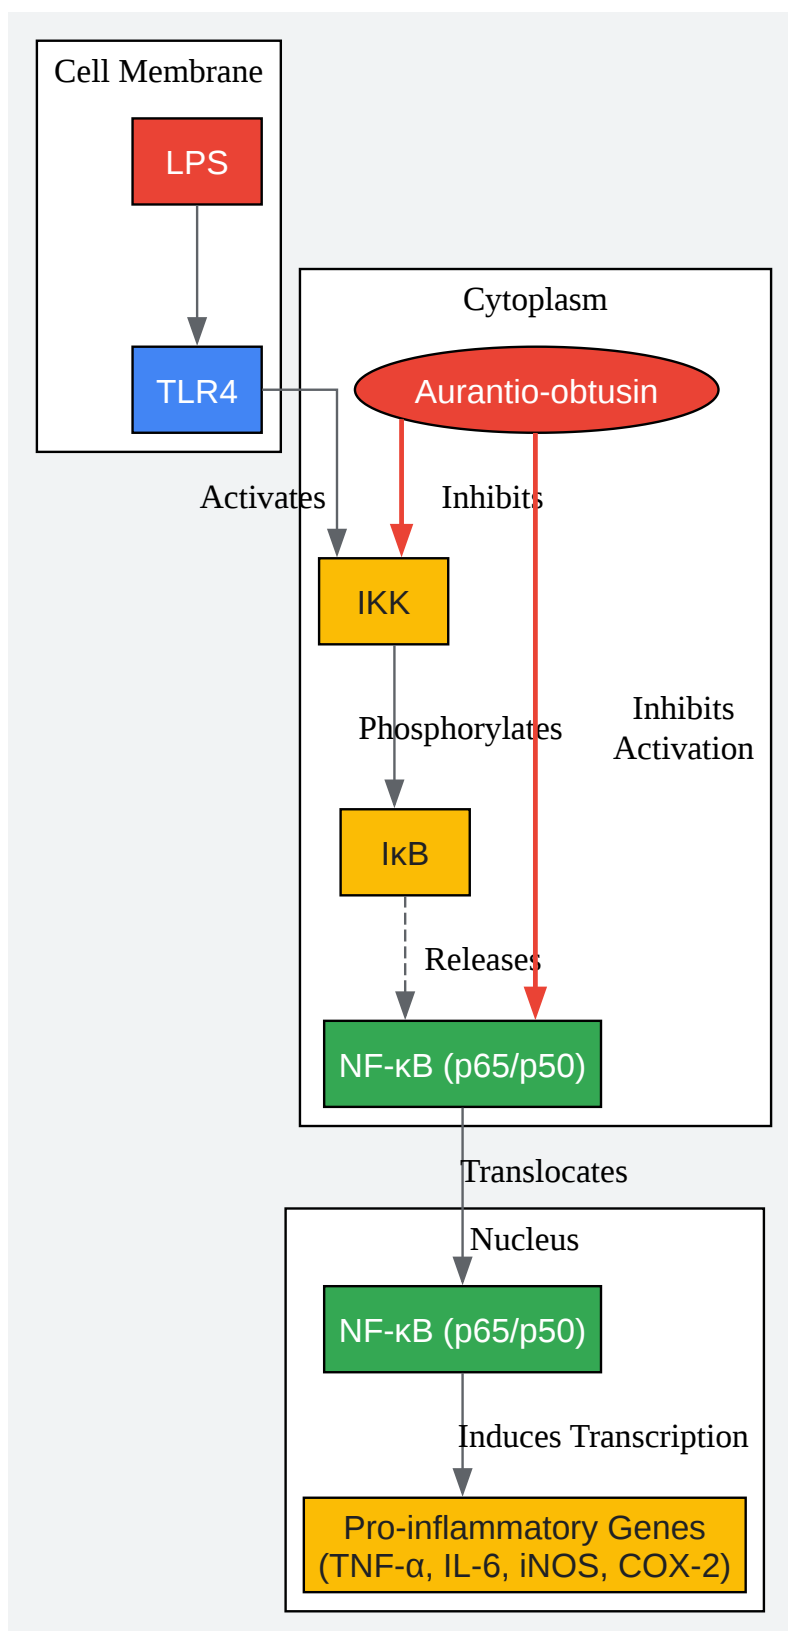 Cell Membrane
LPS
Cytoplasm
TLR4
Aurantio-obtusin
Activates
Inhibits
IKK
Phosphorylates
Inhibits
Activation
IκB
Releases
NF-κB (p65/p50)
Translocates
Nucleus
NF-κB (p65/p50)
Induces Transcription
Pro-inflammatory Genes
(TNF-α, IL-6, iNOS, COX-2)